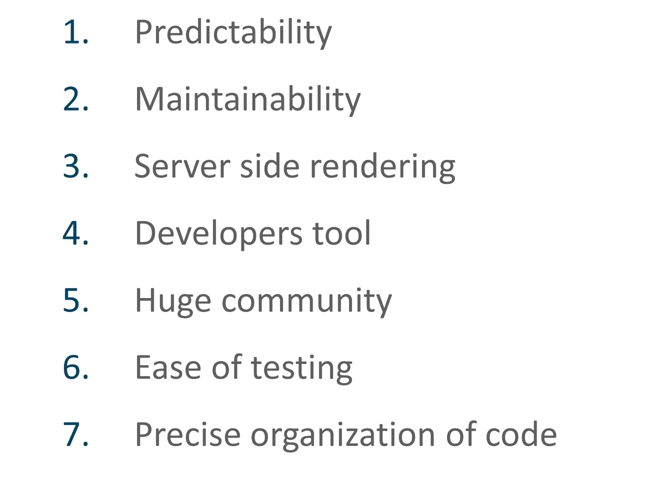 1. Predictability
2. Maintainability
3. Server side rendering
4. Developers tool
5. Huge community
6. Ease of testing
7. Precise organization of code